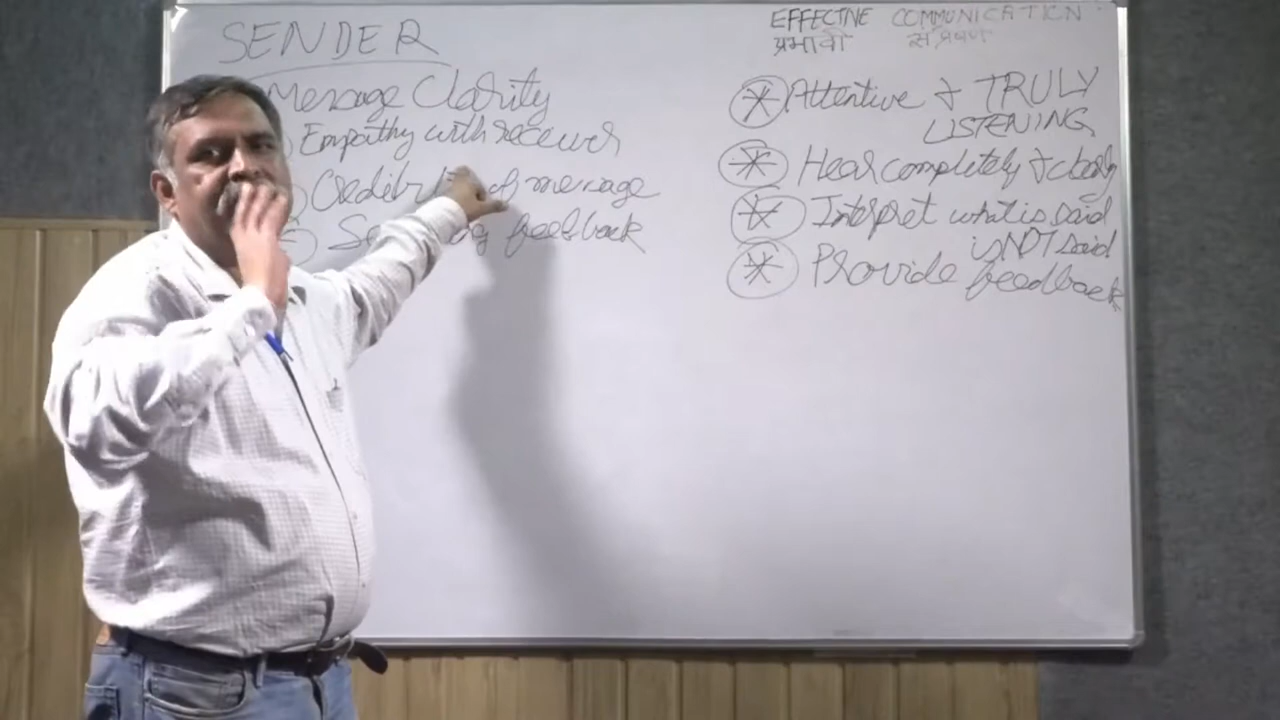 SENDER
Message Clarity
Empathy with receiver
of message
feedback
EFFECTIVE COMMUNICATION
प्रभावी संप्रेषण
Attentive & TRULY
LISTENING
Hear completely & clearly
Interpret what is said
is NOT said
Provide feedback